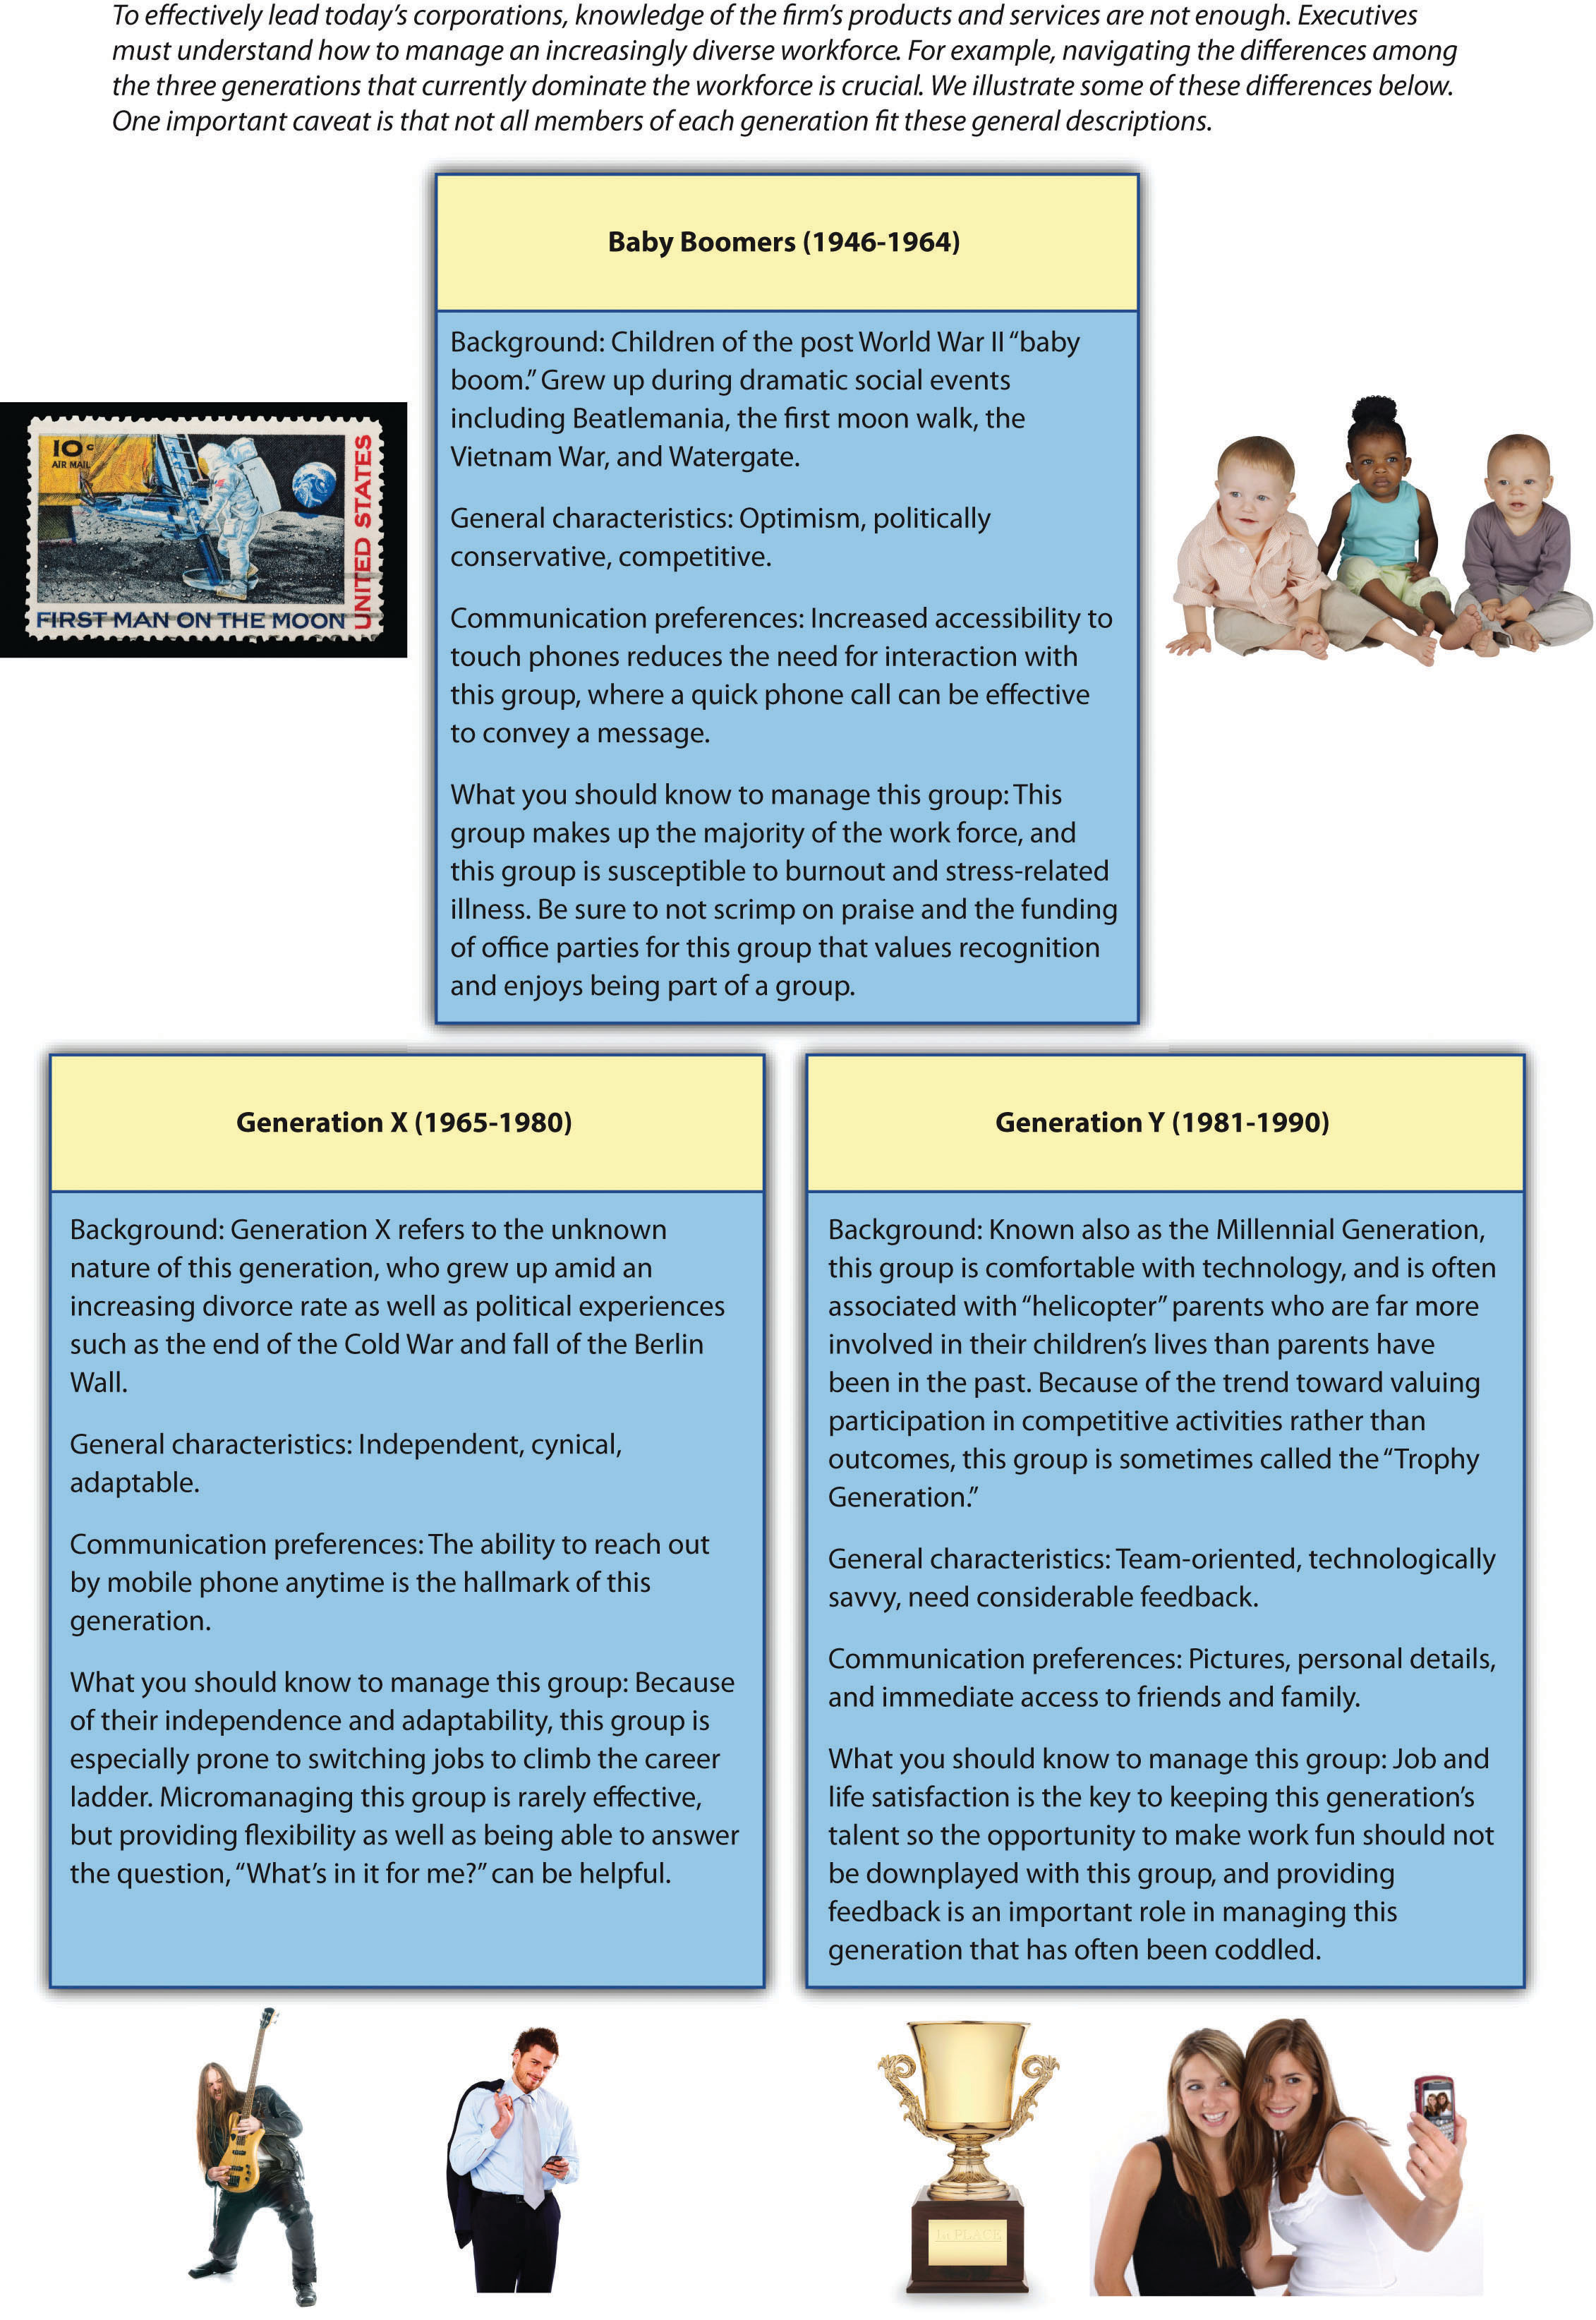 To effectively lead today’s corporations, knowledge of the firm’s products and services are not enough. Executives
must understand how to manage an increasingly diverse workforce. For example, navigating the differences among
the three generations that currently dominate the workforce is crucial. We illustrate some of these differences below.
One important caveat is that not all members of each generation fit these general descriptions.
Baby Boomers (1946-1964)
Background: Children of the post World War II “baby
boom.” Grew up during dramatic social events
including Beatlemania, the first moon walk, the
Vietnam War, and Watergate.
General characteristics: Optimism, politically
conservative, competitive.
Communication preferences: Increased accessibility to
touch phones reduces the need for interaction with
this group, where a quick phone call can be effective
to convey a message.
What you should know to manage this group: This
group makes up the majority of the work force, and
this group is susceptible to burnout and stress-related
illness. Be sure to not scrimp on praise and the funding
of office parties for this group that values recognition
and enjoys being part of a group.
10c
AIR MAIL
UNITED STATES
FIRST MAN ON THE MOON
Generation X (1965-1980)
Background: Generation X refers to the unknown
nature of this generation, who grew up amid an
increasing divorce rate as well as political experiences
such as the end of the Cold War and fall of the Berlin
Wall.
General characteristics: Independent, cynical,
adaptable.
Communication preferences: The ability to reach out
by mobile phone anytime is the hallmark of this
generation.
What you should know to manage this group: Because
of their independence and adaptability, this group is
especially prone to switching jobs to climb the career
ladder. Micromanaging this group is rarely effective,
but providing flexibility as well as being able to answer
the question, “What’s in it for me?” can be helpful.
Generation Y (1981-1990)
Background: Known also as the Millennial Generation,
this group is comfortable with technology, and is often
associated with “helicopter” parents who are far more
involved in their children’s lives than parents have
been in the past. Because of the trend toward valuing
participation in competitive activities rather than
outcomes, this group is sometimes called the “Trophy
Generation.”
General characteristics: Team-oriented, technologically
savvy, need considerable feedback.
Communication preferences: Pictures, personal details,
and immediate access to friends and family.
What you should know to manage this group: Job and
life satisfaction is the key to keeping this generation’s
talent so the opportunity to make work fun should not
be downplayed with this group, and providing
feedback is an important role in managing this
generation that has often been coddled.
1st PLACE